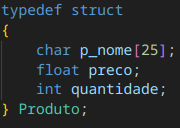 typedef struct
{
    char p_nome[25];
    float preco;
    int quantidade;
} Produto;